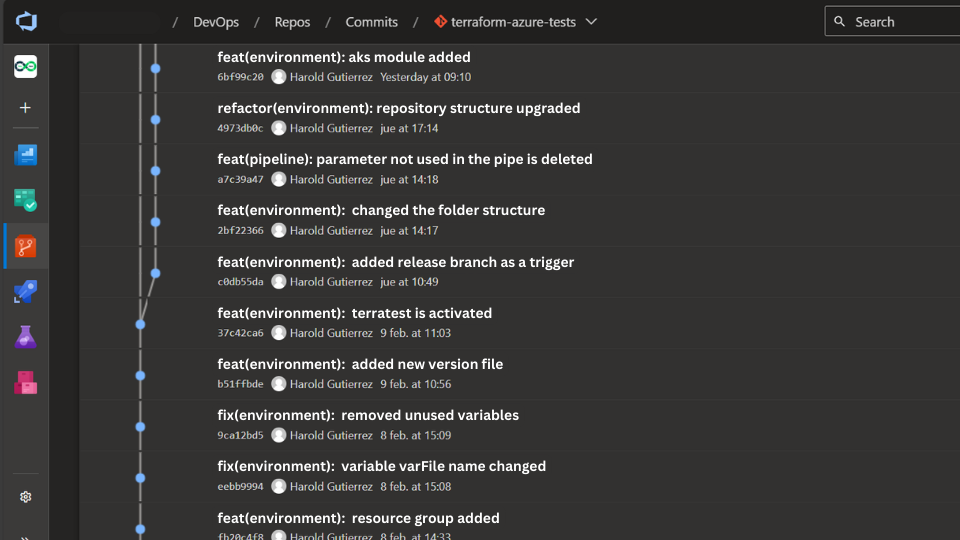 / DevOps / Repos / Commits / terraform-azure-tests
Search
feat(environment): aks module added
6bf99c20 Harold Gutierrez Yesterday at 09:10
refactor(environment): repository structure upgraded
4973db0c Harold Gutierrez jue at 17:14
feat(pipeline): parameter not used in the pipe is deleted
a7c39a47 Harold Gutierrez jue at 14:18
feat(environment): changed the folder structure
2bf22366 Harold Gutierrez jue at 14:17
feat(environment): added release branch as a trigger
c0db55da Harold Gutierrez jue at 10:49
feat(environment): terratest is activated
37c42ca6 Harold Gutierrez 9 feb. at 11:03
feat(environment): added new version file
b51ffbde Harold Gutierrez 9 feb. at 10:56
fix(environment): removed unused variables
9ca12bd5 Harold Gutierrez 8 feb. at 15:09
fix(environment): variable varFile name changed
eebb9994 Harold Gutierrez 8 feb. at 15:08
feat(environment): resource group added
fb20c4f8 Harold Gutierrez 8 feb. at 14:33